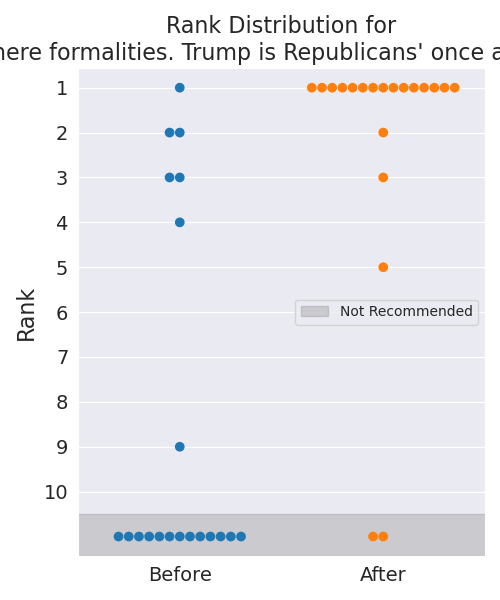 Rank Distribution for
here formalities. Trump is Republicans' once a
1
2
3
4
5
6
7
8
9
10
Rank
Not Recommended
Before
After